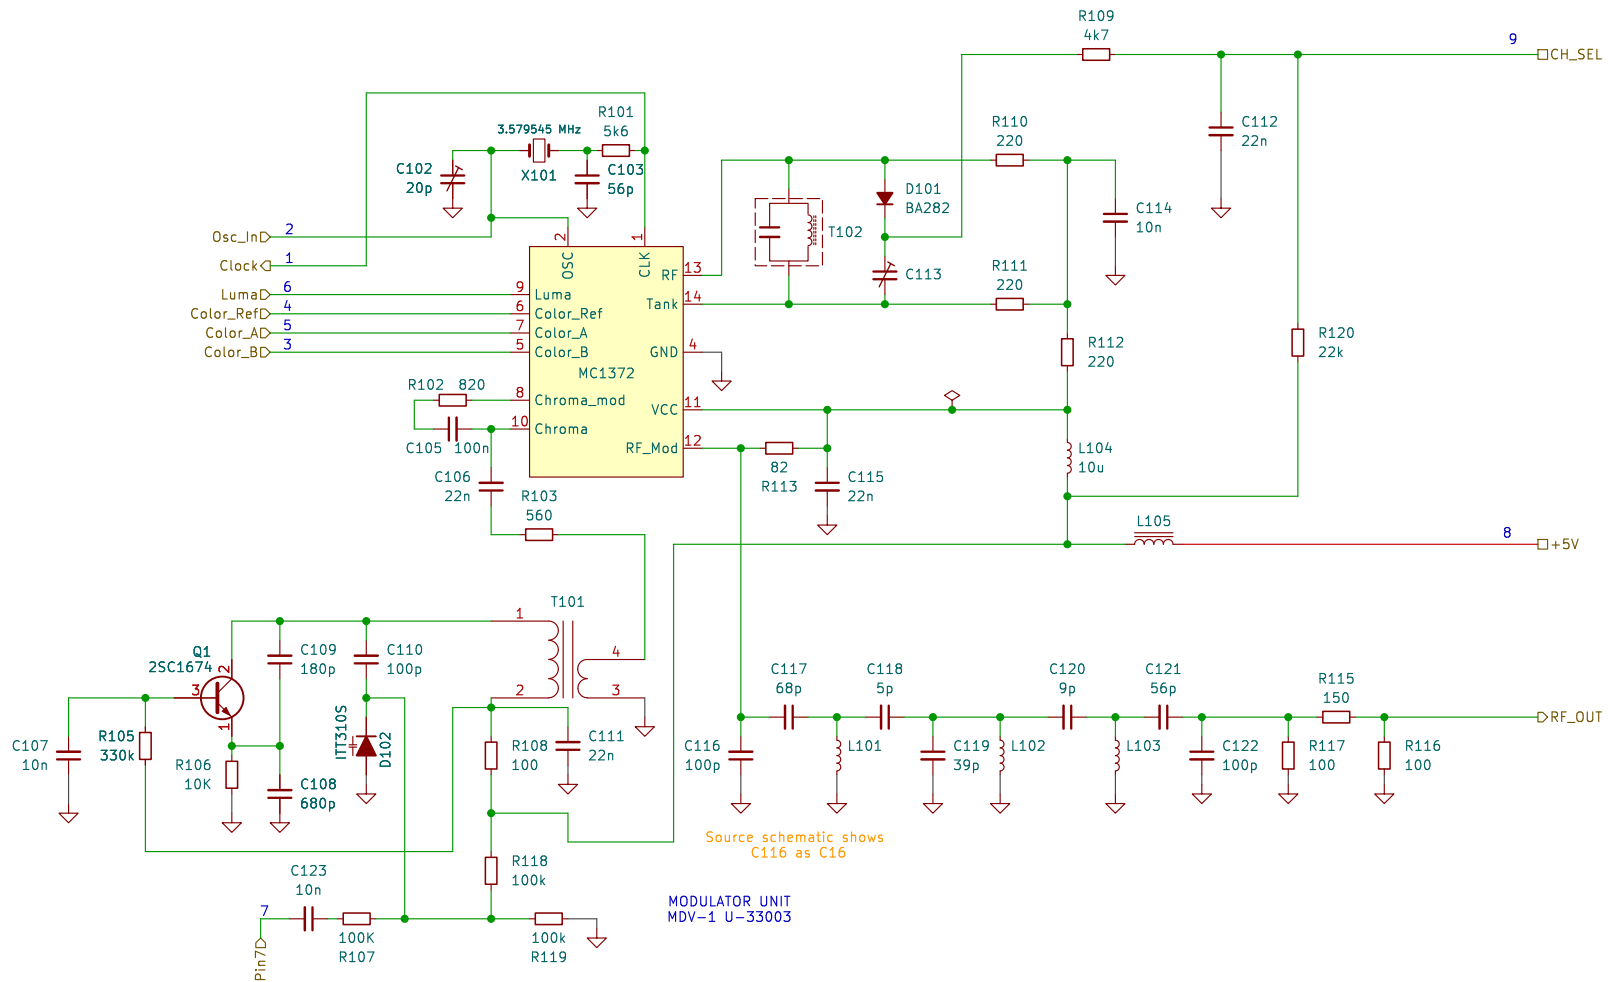 R109
4k7
9
CH_SEL
R101
5k6
3.579545 MHz
X101
C102
20p
C103
56p
R110
220
C112
22n
D101
BA282
C114
10n
T102
C113
Osc_In
2
Clock
1
Luma
6
Color_Ref
4
Color_A
5
Color_B
3
2
1
OSC
CLK
9
Luma
6
Color_Ref
7
Color_A
5
Color_B
MC1372
8
Chroma_mod
10
Chroma
RF
13
Tank
14
GND
4
VCC
11
RF_Mod
12
R111
220
R112
220
R120
22k
R102 820
C105 100n
C106
22n
R103
560
82
R113
C115
22n
L104
10u
L105
8
+5V
T101
1
2
4
3
Q1
2SC1674
2
3
1
C109
180p
C110
100p
C107
10n
R105
330k
R106
10K
C108
680p
ITT310S
D102
R108
100
C111
22n
C117
68p
C118
5p
C120
9p
C121
56p
R115
150
RF_OUT
C116
100p
L101
C119
39p
L102
L103
C122
100p
R117
100
R116
100
Source schematic shows
C116 as C16
R118
100k
C123
10n
7
Pin7
100K
R107
100k
R119
MODULATOR UNIT
MDV-1 U-33003